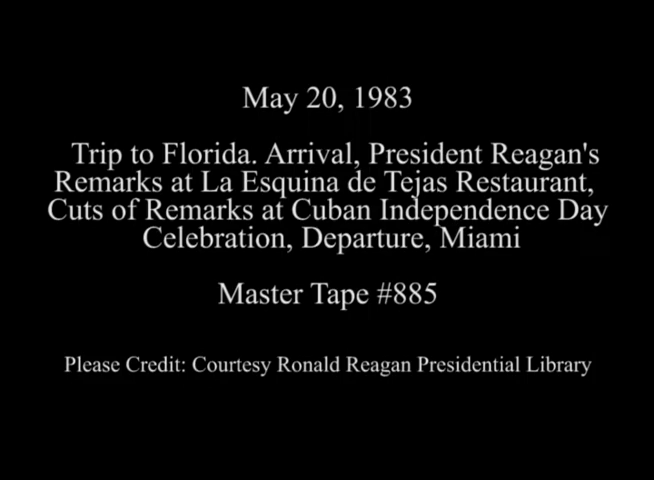 May 20, 1983
Trip to Florida. Arrival, President Reagan's
Remarks at La Esquina de Tejas Restaurant,
Cuts of Remarks at Cuban Independence Day
Celebration, Departure, Miami
Master Tape #885
Please Credit: Courtesy Ronald Reagan Presidential Library